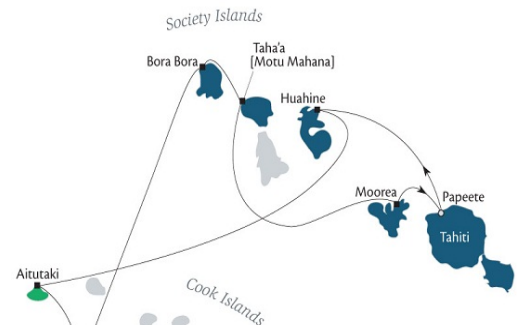 Society Islands
Taha'a
[Motu Mahana]
Bora Bora
Huahine
Moorea
Papeete
Tahiti
Aitutaki
Cook Islands